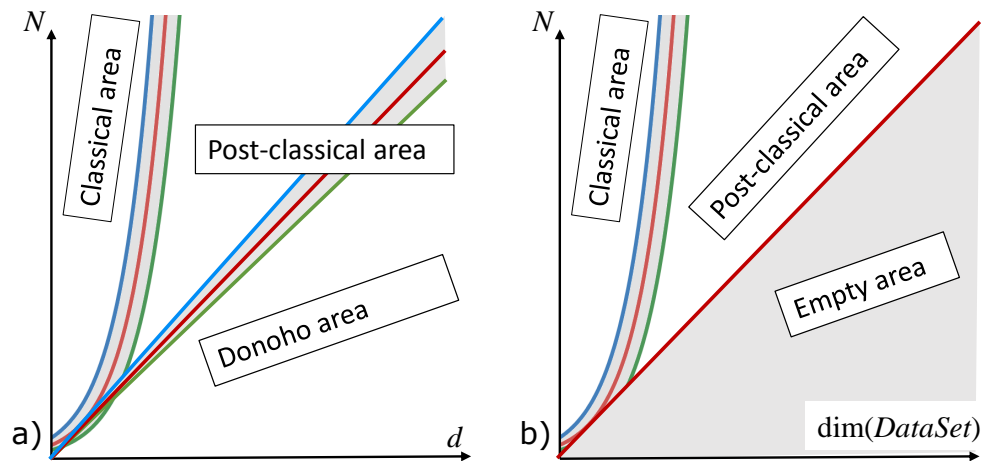 N
Classical area
Post-classical area
Donoho area
a)
d
N
Classical area
Post-classical area
Empty area
b)
dim(DataSet)